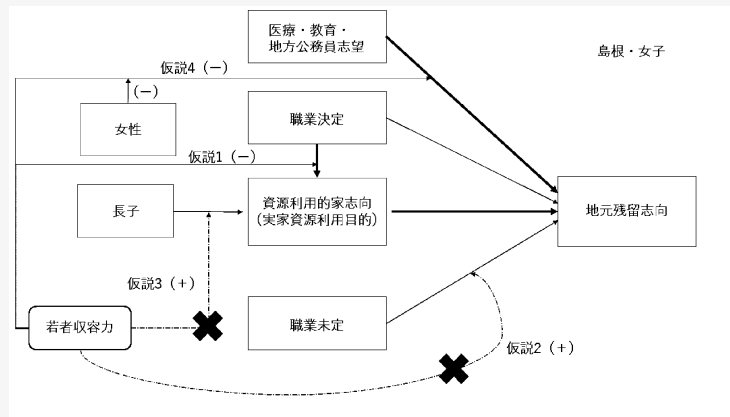 医療・教育・
地方公務員志望
島根・女子
仮説4（－）
（－）
女性
職業決定
仮説1（－）
長子
資源利用的家志向
（実家資源利用目的）
地元残留志向
仮説3（＋）
若者収容力
職業未定
仮説2（＋）